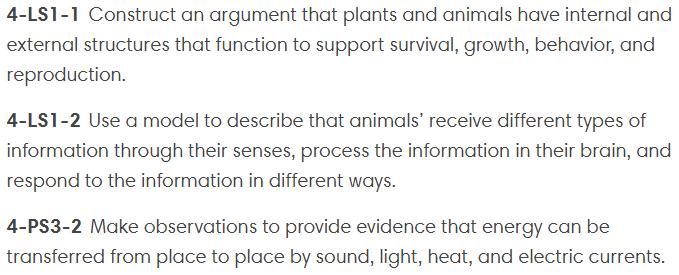 4-LS1-1 Construct an argument that plants and animals have internal and
external structures that function to support survival, growth, behavior, and
reproduction.
4-LS1-2 Use a model to describe that animals’ receive different types of
information through their senses, process the information in their brain, and
respond to the information in different ways.
4-PS3-2 Make observations to provide evidence that energy can be
transferred from place to place by sound, light, heat, and electric currents.